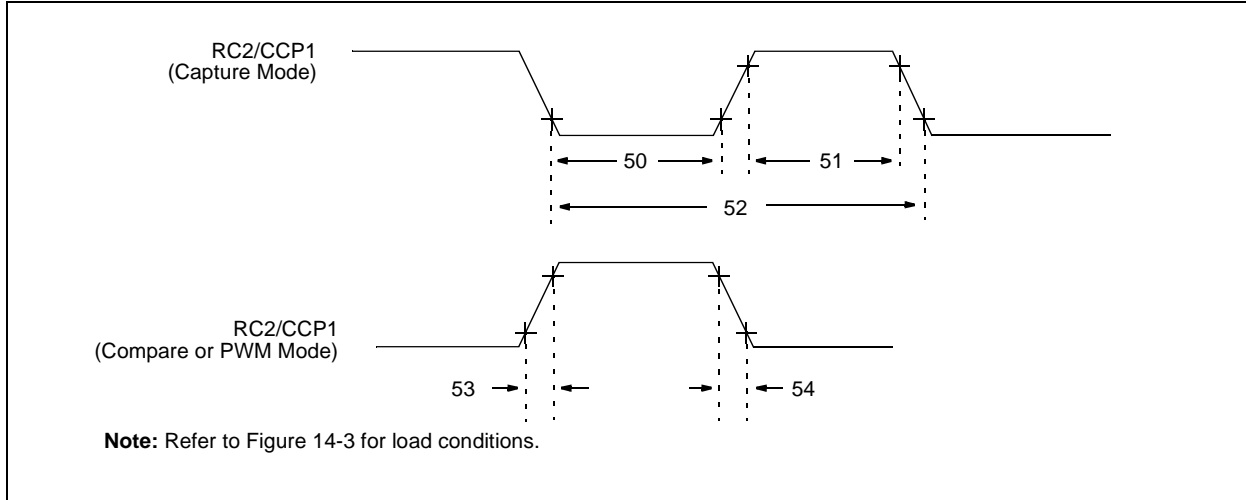 RC2/CCP1
(Capture Mode)
50
51
52
RC2/CCP1
(Compare or PWM Mode)
53
54
Note: Refer to Figure 14-3 for load conditions.